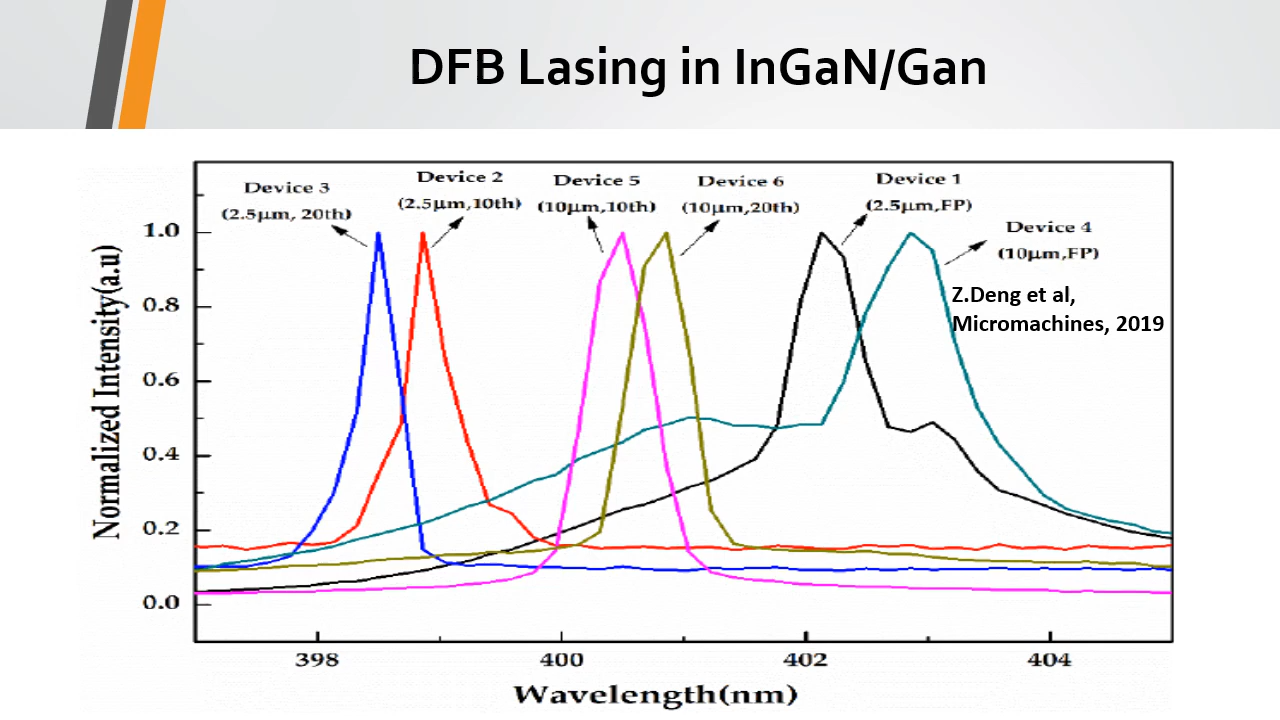 DFB Lasing in InGaN/Gan
Device 3
(2.5μm, 20th)
Device 2
(2.5μm,10th)
Device 5
(10μm,10th)
Device 6
(10μm,20th)
Device 1
(2.5μm,FP)
Device 4
(10μm,FP)
Z.Deng et al,
Micromachines, 2019
Normalized Intensity(a.u)
1.0
0.8
0.6
0.4
0.2
0.0
398
400
402
404
Wavelength(nm)